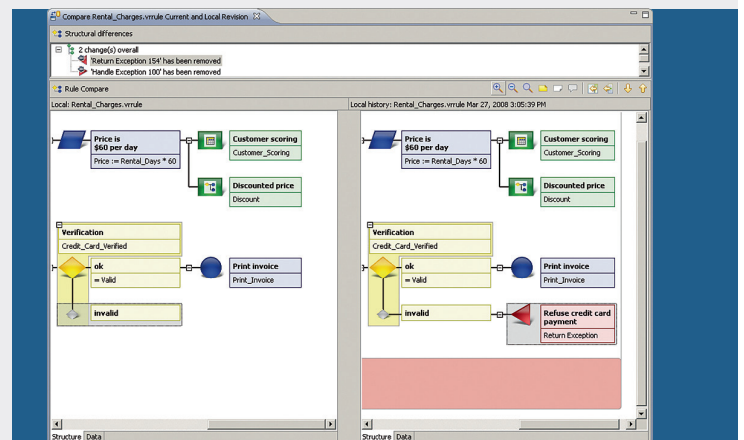 Compare Rental_Charges.vrrule Current and Local Revision
Structural differences
2 change(s) overall
'Return Exception 154' has been removed
'Handle Exception 100' has been removed
Rule Compare
Local: Rental_Charges.vrrule
Local history: Rental_Charges.vrrule Mar 27, 2008 3:05:39 PM
Price is
$60 per day
Price := Rental_Days * 60
Customer scoring
Customer_Scoring
Discounted price
Discount
Verification
Credit_Card_Verified
ok
= Valid
Print invoice
Print_Invoice
invalid
Structure Data
Price is
$60 per day
Price := Rental_Days * 60
Customer scoring
Customer_Scoring
Discounted price
Discount
Verification
Credit_Card_Verified
ok
= Valid
Print invoice
Print_Invoice
invalid
Refuse credit card
payment
Return Exception
Structure Data